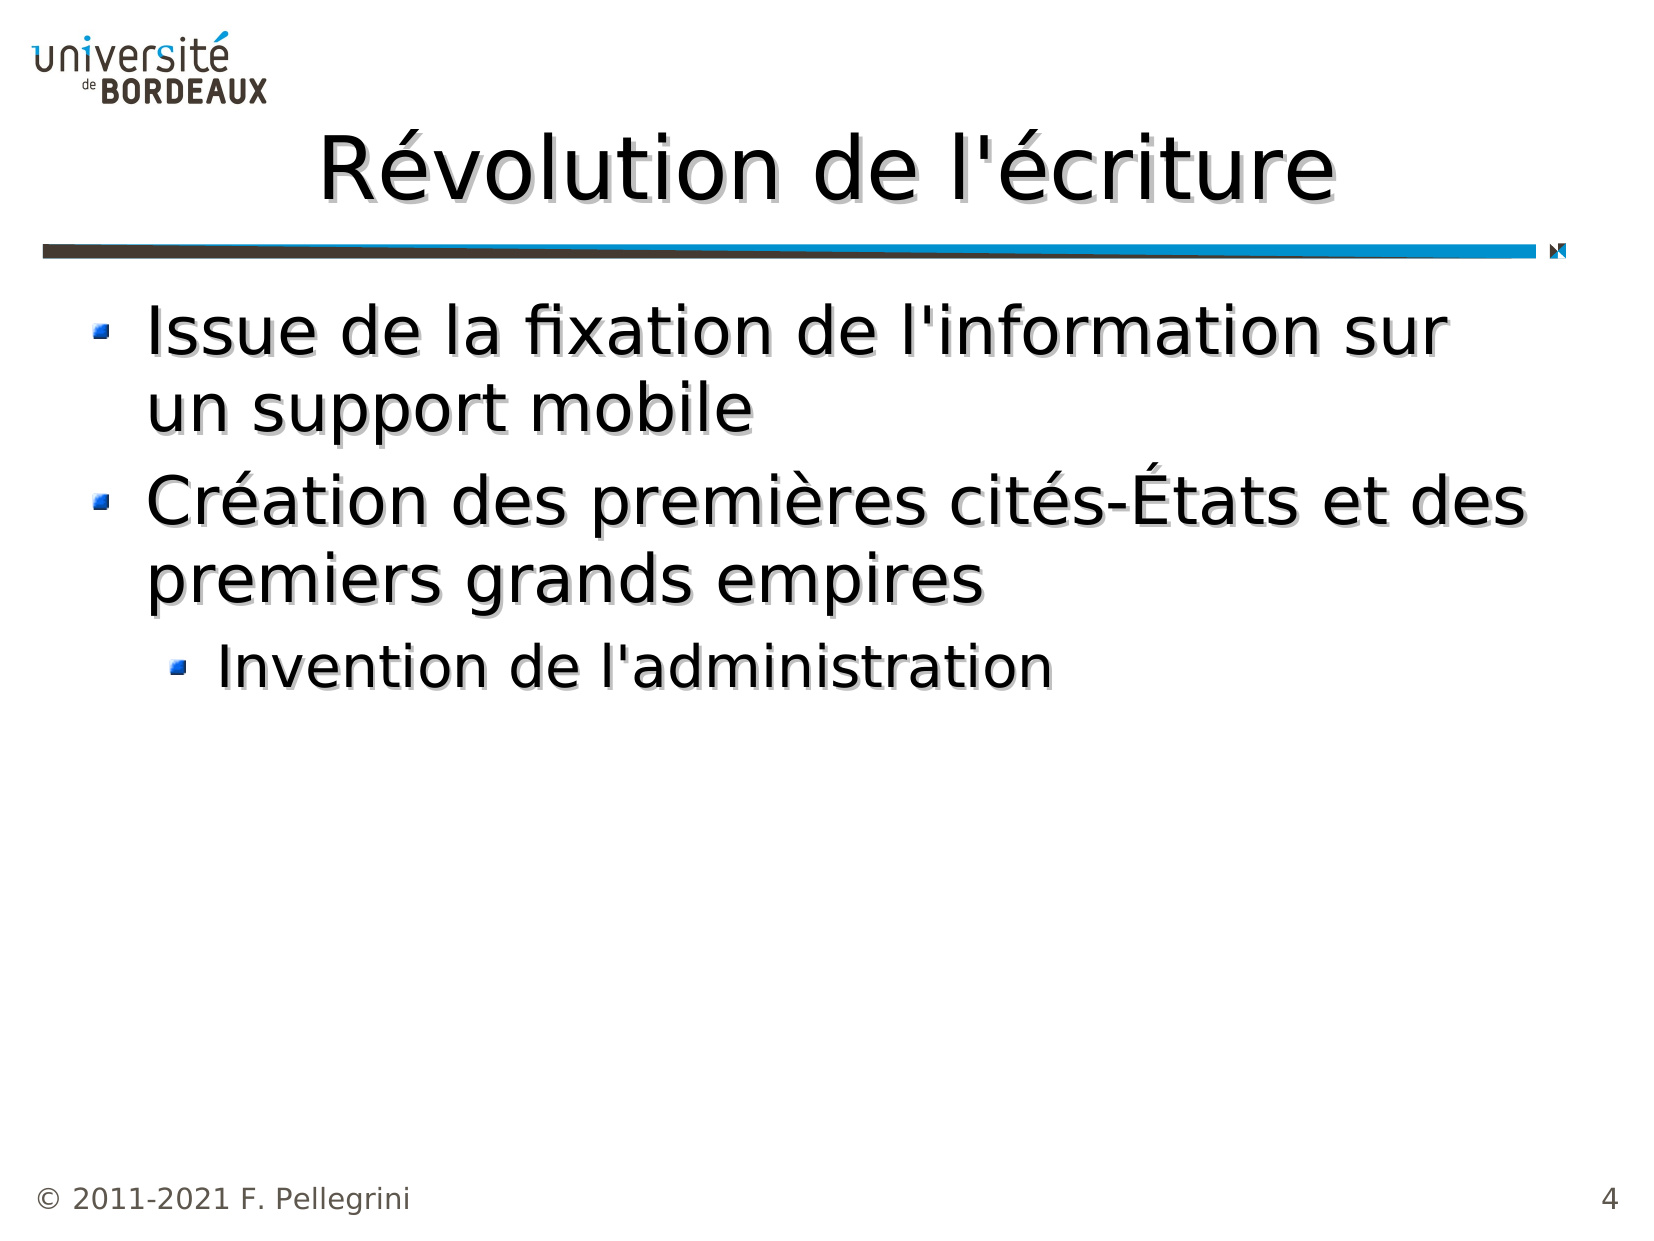 université
de BORDEAUX
Révolution de l'écriture
Issue de la fixation de l'information sur
un support mobile
Création des premières cités-États et des
premiers grands empires
Invention de l'administration
© 2011-2021 F. Pellegrini
4